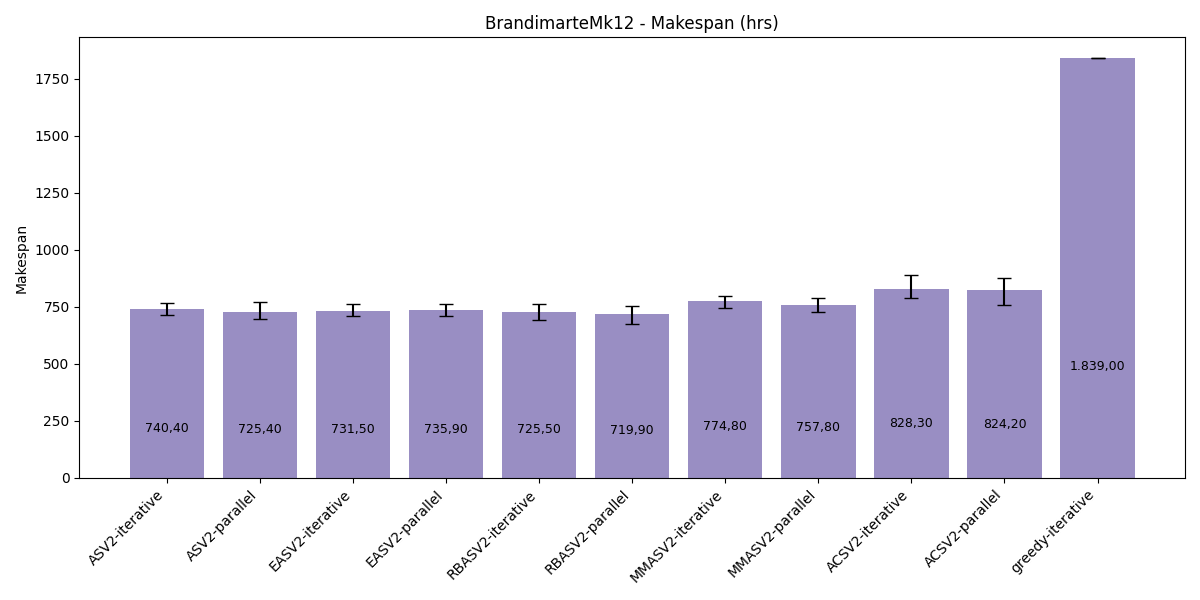 BrandimarteMk12 - Makespan (hrs)
Makespan
1750
1500
1250
1000
750
500
250
0
740,40
725,40
731,50
735,90
725,50
719,90
774,80
757,80
828,30
824,20
1.839,00
ASV2-iterative
ASV2-parallel
EASV2-iterative
EASV2-parallel
RBASV2-iterative
RBASV2-parallel
MMASV2-iterative
MMASV2-parallel
ACSV2-iterative
ACSV2-parallel
greedy-iterative